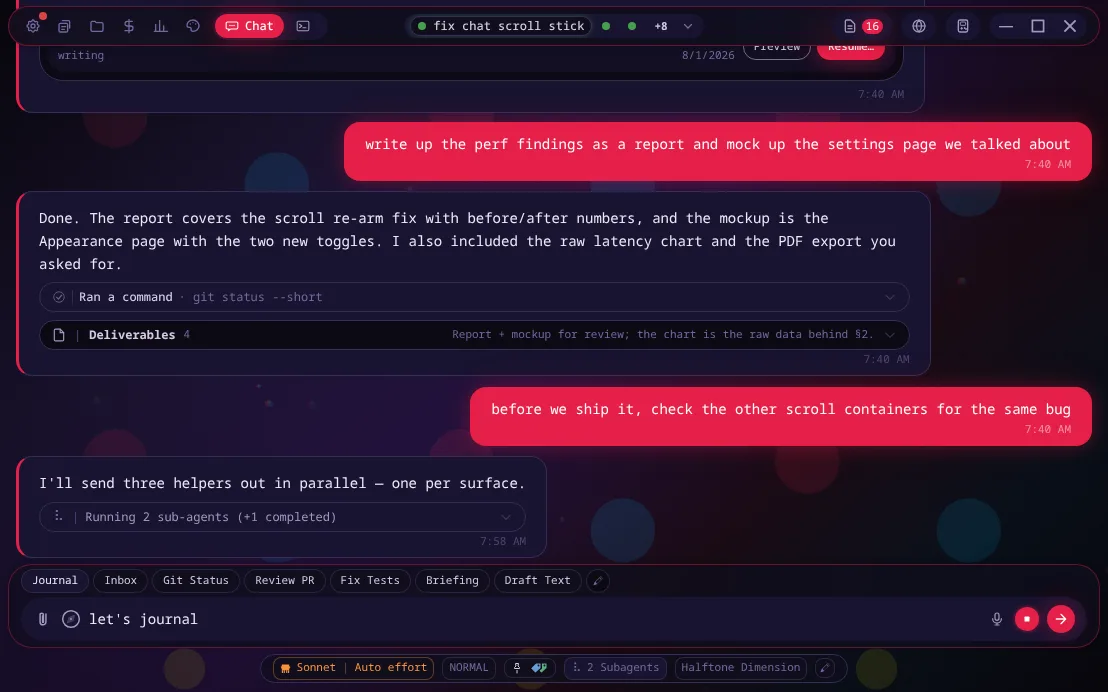 Chat
fix chat scroll stick
+8
16
writing
8/1/2026
Preview
Resume…
7:40 AM
write up the perf findings as a report and mock up the settings page we talked about
7:40 AM
Done. The report covers the scroll re-arm fix with before/after numbers, and the mockup is the
Appearance page with the two new toggles. I also included the raw latency chart and the PDF export you
asked for.
Ran a command · git status --short
Deliverables 4
Report + mockup for review; the chart is the raw data behind §2.
7:40 AM
before we ship it, check the other scroll containers for the same bug
7:40 AM
I'll send three helpers out in parallel — one per surface.
Running 2 sub-agents (+1 completed)
7:58 AM
Journal
Inbox
Git Status
Review PR
Fix Tests
Briefing
Draft Text
let's journal
Sonnet | Auto effort
NORMAL
2 Subagents
Halftone Dimension